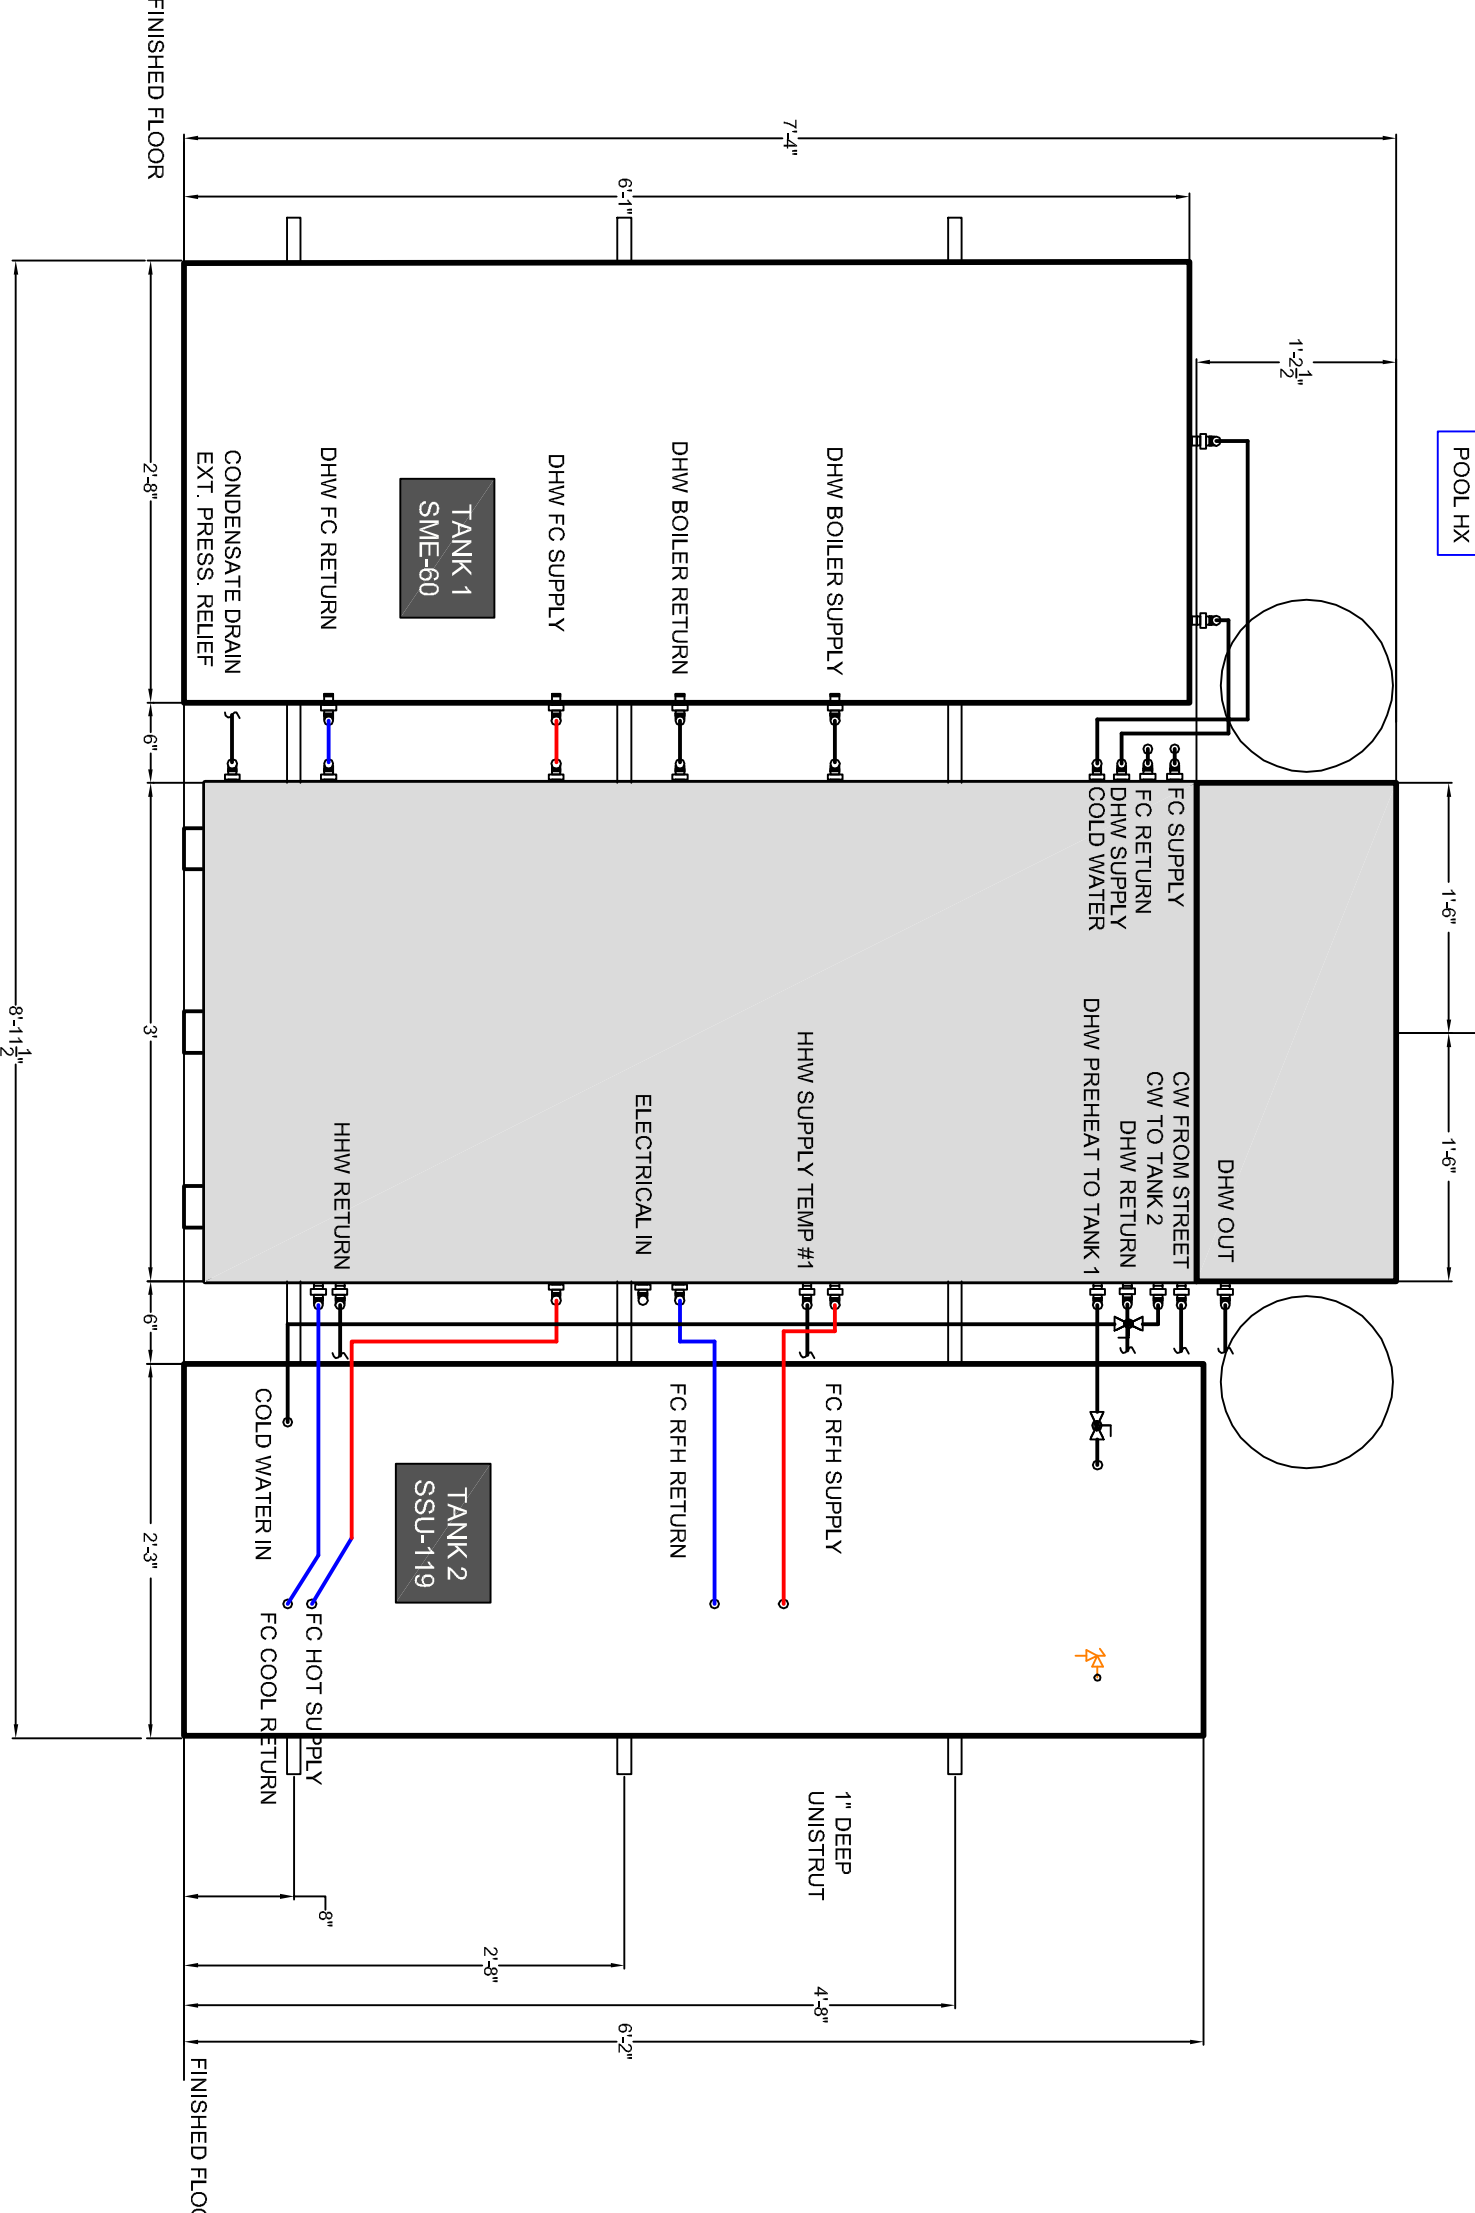 POOL HX
7'-4"
6'-1"
1'-2 1/2"
FINISHED FLOOR
2'-8"
6"
3'
6"
2'-3"
8'-11 1/2"
1'-6"
1'-6"
TANK 1
SME-60
DHW BOILER SUPPLY
DHW BOILER RETURN
DHW FC SUPPLY
DHW FC RETURN
CONDENSATE DRAIN
EXT. PRESS. RELIEF
FC SUPPLY
FC RETURN
DHW SUPPLY
COLD WATER
DHW OUT
CW FROM STREET
CW TO TANK 2
DHW RETURN
DHW PREHEAT TO TANK 1
HHW SUPPLY TEMP #1
ELECTRICAL IN
HHW RETURN
FC RFH SUPPLY
FC RFH RETURN
TANK 2
SSU-119
COLD WATER IN
FC HOT SUPPLY
FC COOL RETURN
1" DEEP
UNISTRUT
8"
2'-8"
4'-8"
6'-2"
FINISHED